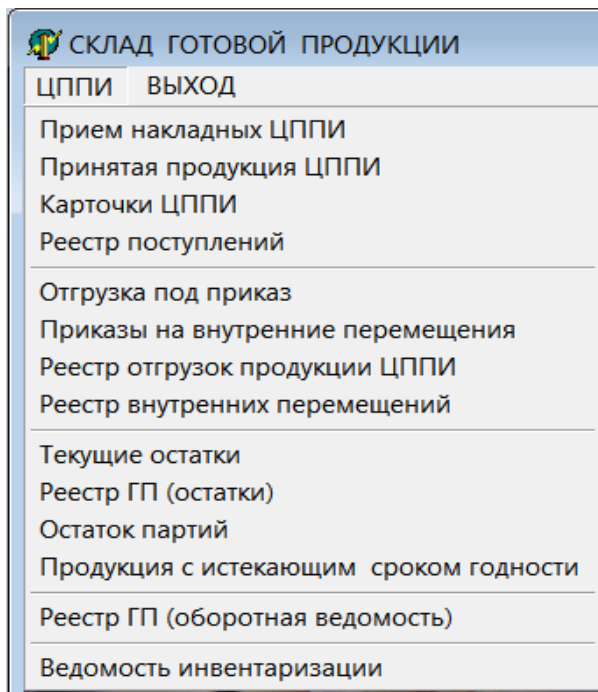 СКЛАД ГОТОВОЙ ПРОДУКЦИИ
ЦППИ ВЫХОД
Прием накладных ЦППИ
Принятая продукция ЦППИ
Карточки ЦППИ
Реестр поступлений
Отгрузка под приказ
Приказы на внутренние перемещения
Реестр отгрузок продукции ЦППИ
Реестр внутренних перемещений
Текущие остатки
Реестр ГП (остатки)
Остаток партий
Продукция с истекающим сроком годности
Реестр ГП (оборотная ведомость)
Ведомость инвентаризации